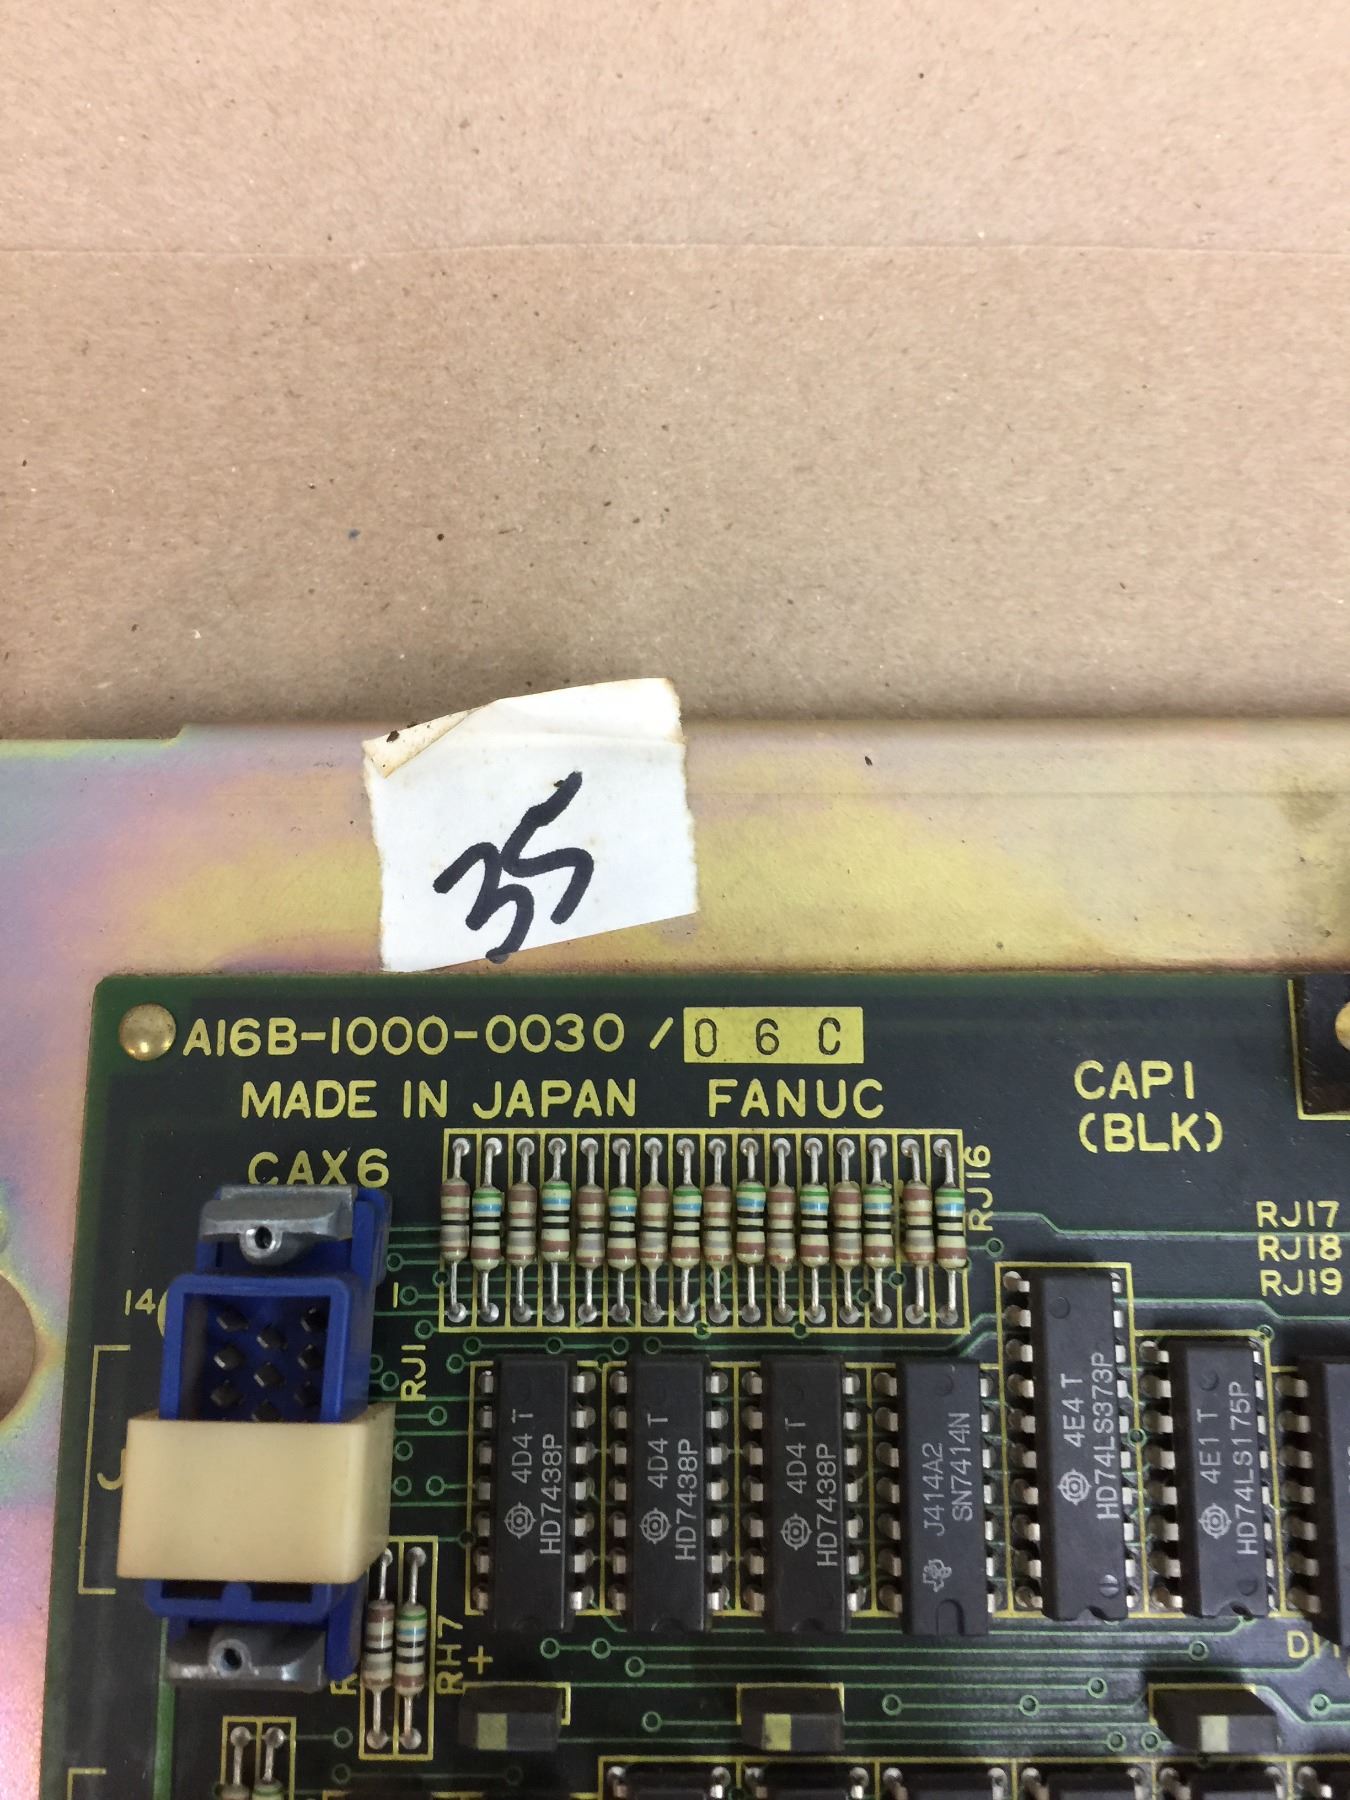 35
A16B-1000-0030 / 06C
MADE IN JAPAN FANUC
CAP1
(BLK)
CAX6
RJ16
RJ17
RJ18
RJ19
14
RJ1
4D4 T
HD7438P
4D4 T
HD7438P
4D4 T
HD7438P
J414A2
SN7414N
4E4 T
HD74LS373P
4E1 T
HD74LS175P
RH7
+